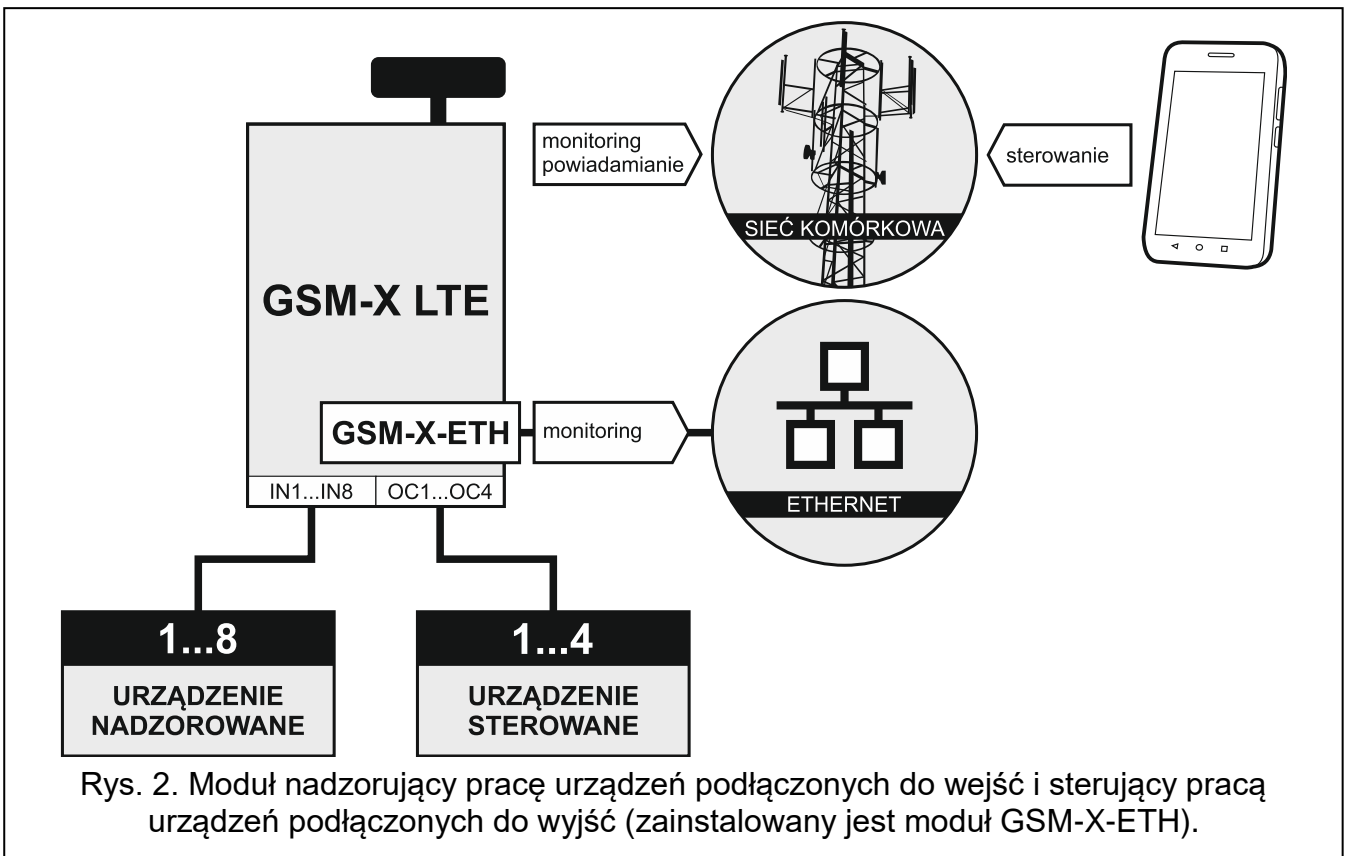 monitoring
powiadamianie
sterowanie
SIEĆ KOMÓRKOWA
GSM-X LTE
GSM-X-ETH
monitoring
IN1...IN8
OC1...OC4
ETHERNET
1...8
URZĄDZENIE
NADZOROWANE
1...4
URZĄDZENIE
STEROWANE
Rys. 2. Moduł nadzorujący pracę urządzeń podłączonych do wejść i sterujący pracą
urządzeń podłączonych do wyjść (zainstalowany jest moduł GSM-X-ETH).